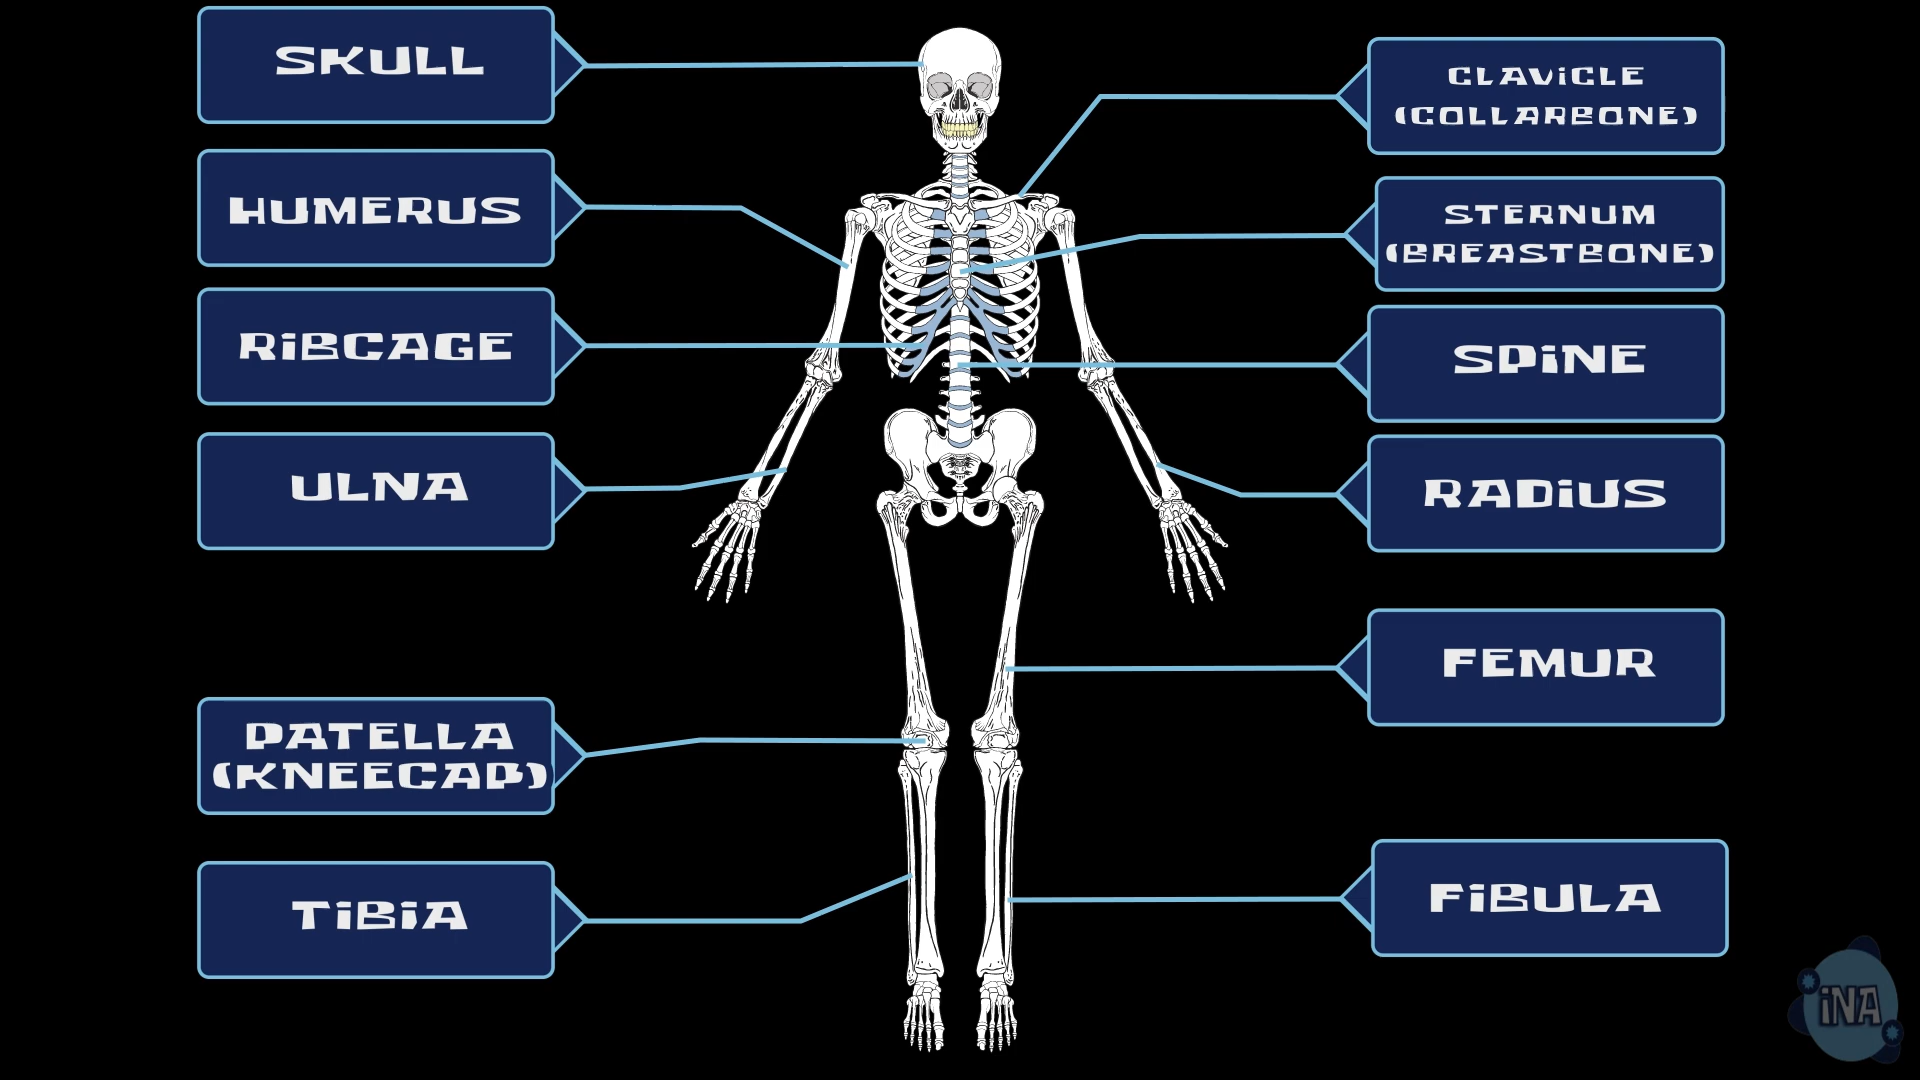 SKULL
HUMERUS
RiBCAGE
ULNA
PATELLA
(KNEECAP)
TiBiA
CLAViCLE
(COLLARBONE)
STERNUM
(BREASTBONE)
SPiNE
RADiUS
FEMUR
FiBULA
iNA